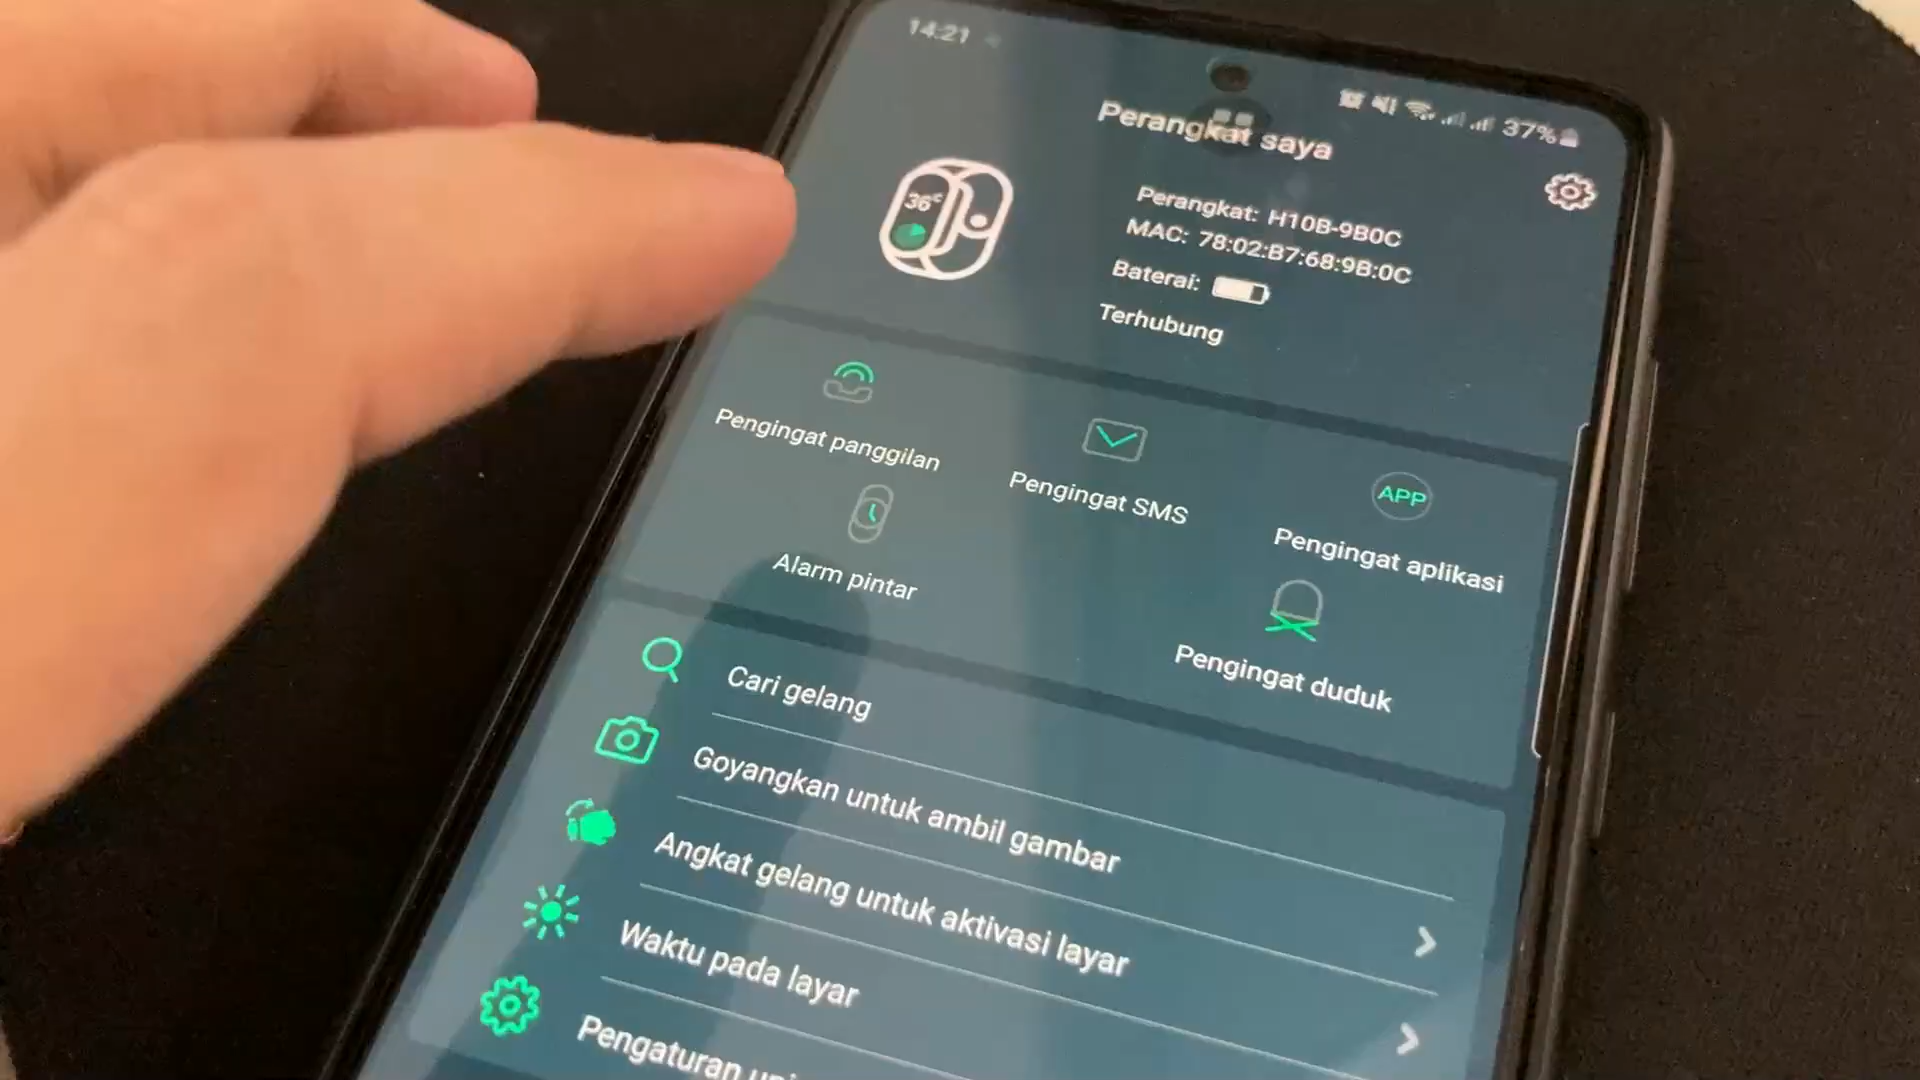 14:21
37%
Perangkat saya
36°C
Perangkat: H10B-9B0C
MAC: 78:02:B7:68:9B:0C
Baterai:
Terhubung
Pengingat panggilan
Pengingat SMS
APP
Pengingat aplikasi
Alarm pintar
Pengingat duduk
Cari gelang
Goyangkan untuk ambil gambar
Angkat gelang untuk aktivasi layar
Waktu pada layar
Pengaturan